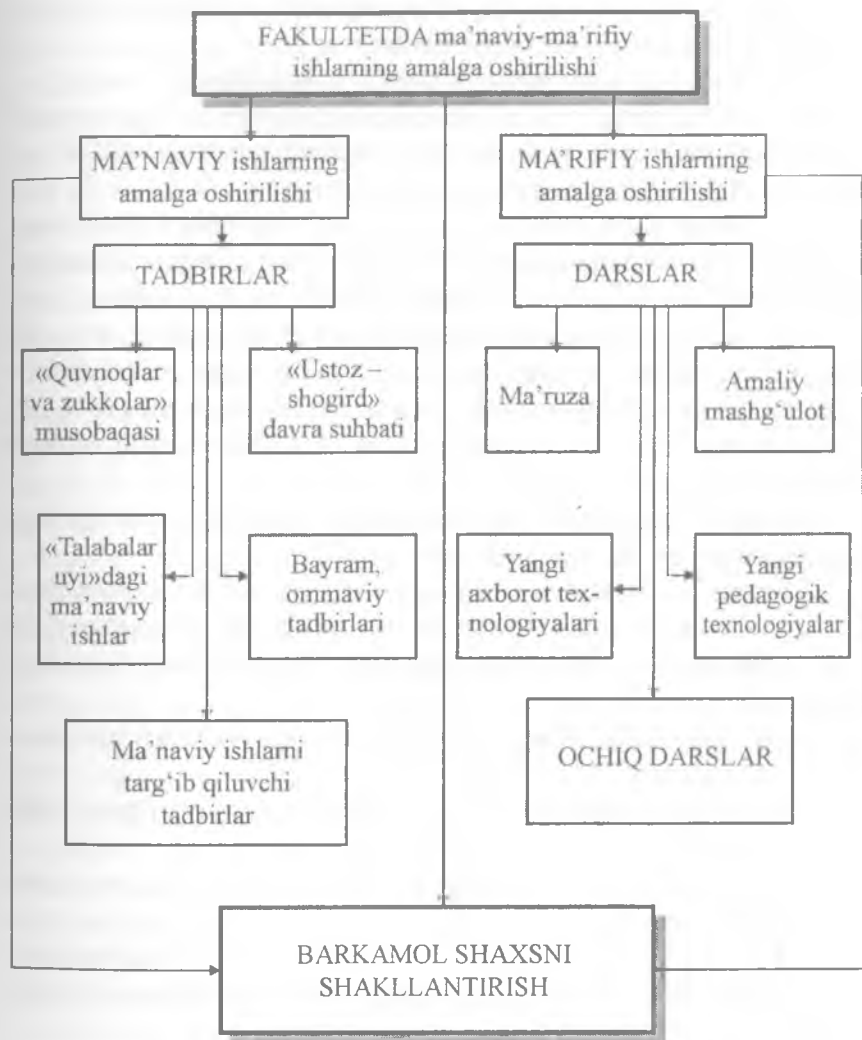 FAKULTETDA ma’naviy-ma’rifiy
ishlarning amalga oshirilishi
MA’NAVIY ishlarning
amalga oshirilishi
MA’RIFIY ishlarning
amalga oshirilishi
TADBIRLAR
DARSLAR
«Quvnoqlar
va zukkolar»
musobaqasi
«Ustoz –
shogird»
davra suhbati
Ma’ruza
Amaliy
mashg‘ulot
«Talabalar
uyi»dagi
ma’naviy
ishlar
Bayram,
ommaviy
tadbirlari
Yangi
axborot tex-
nologiyalari
Yangi
pedagogik
texnologiyalar
Ma’naviy ishlarni
targ‘ib qiluvchi
tadbirlar
OCHIQ DARSLAR
BARKAMOL SHAXSNI
SHAKLLANTIRISH